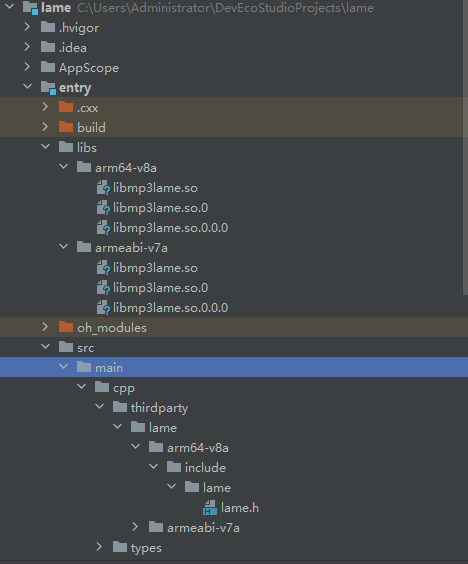 lame C:\Users\Administrator\DevEcoStudioProjects\lame
.hvigor
.idea
AppScope
entry
.cxx
build
libs
arm64-v8a
libmp3lame.so
libmp3lame.so.0
libmp3lame.so.0.0.0
armeabi-v7a
libmp3lame.so
libmp3lame.so.0
libmp3lame.so.0.0.0
oh_modules
src
main
cpp
thirdparty
lame
arm64-v8a
include
lame
lame.h
armeabi-v7a
types